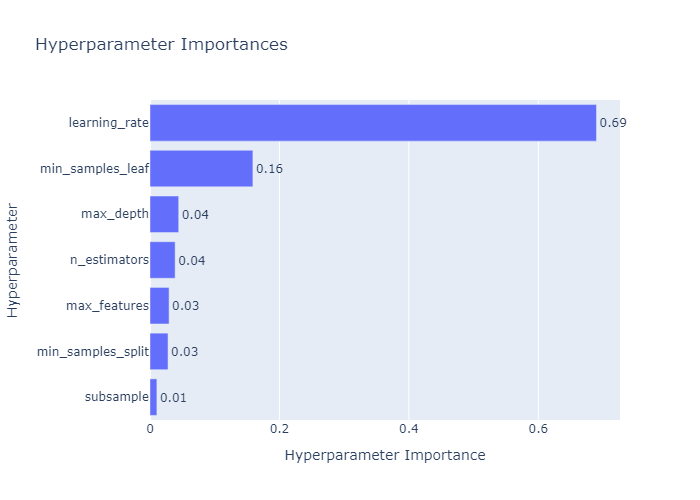 Hyperparameter Importances
Hyperparameter
learning_rate 0.69
min_samples_leaf 0.16
max_depth 0.04
n_estimators 0.04
max_features 0.03
min_samples_split 0.03
subsample 0.01
0 0.2 0.4 0.6
Hyperparameter Importance